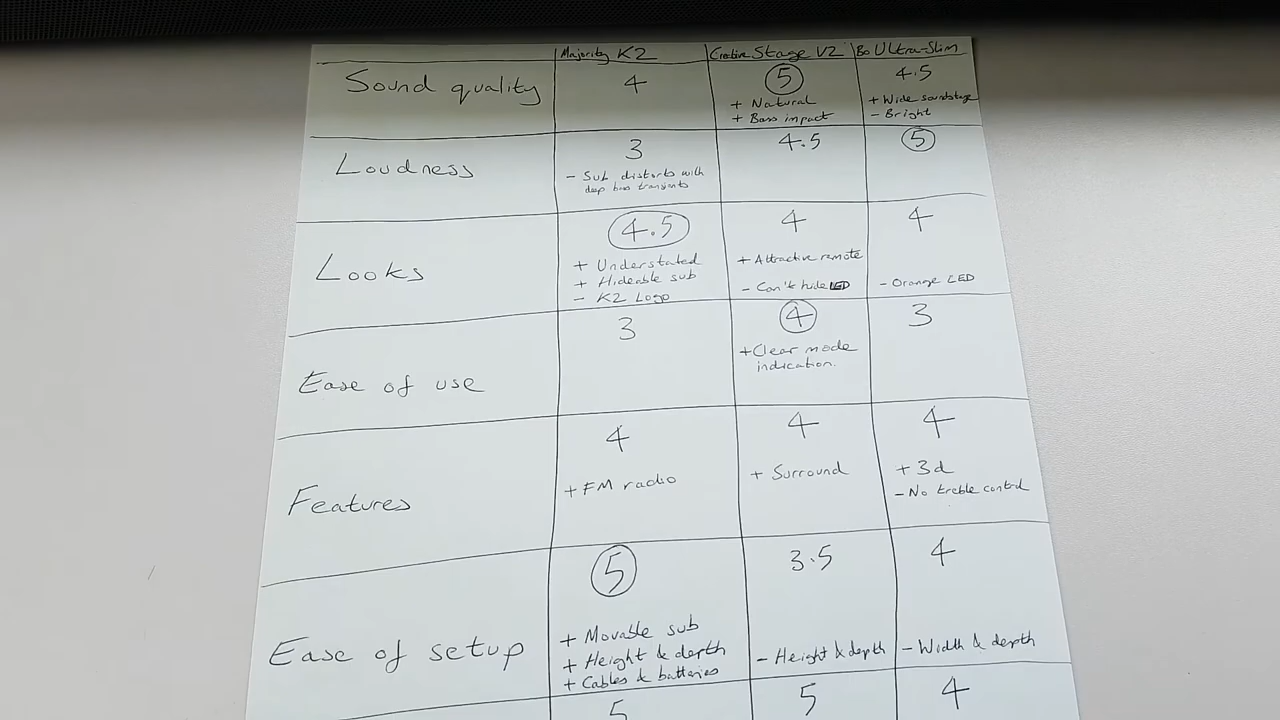 Majority K2 Creative Stage V2 Bo Ultra-Slim
Sound quality 4 5 4.5
+ Natural + Wide soundstage
+ Bass impact - Bright
Loudness 3 4.5 5
- Sub distorts with
deep bass transients
Looks 4.5 4 4
+ Understated + Attractive remote
+ Hideable sub
- K2 Logo - Can't hide LED - Orange LED
Ease of use 3 4 3
+ Clear mode
indication.
Features 4 4 4
+ FM radio + Surround + 3d
- No treble control
Ease of setup 5 3.5 4
+ Movable sub
+ Height & depth - Height & depth - Width & depth
+ Cables & batteries
5 5 4